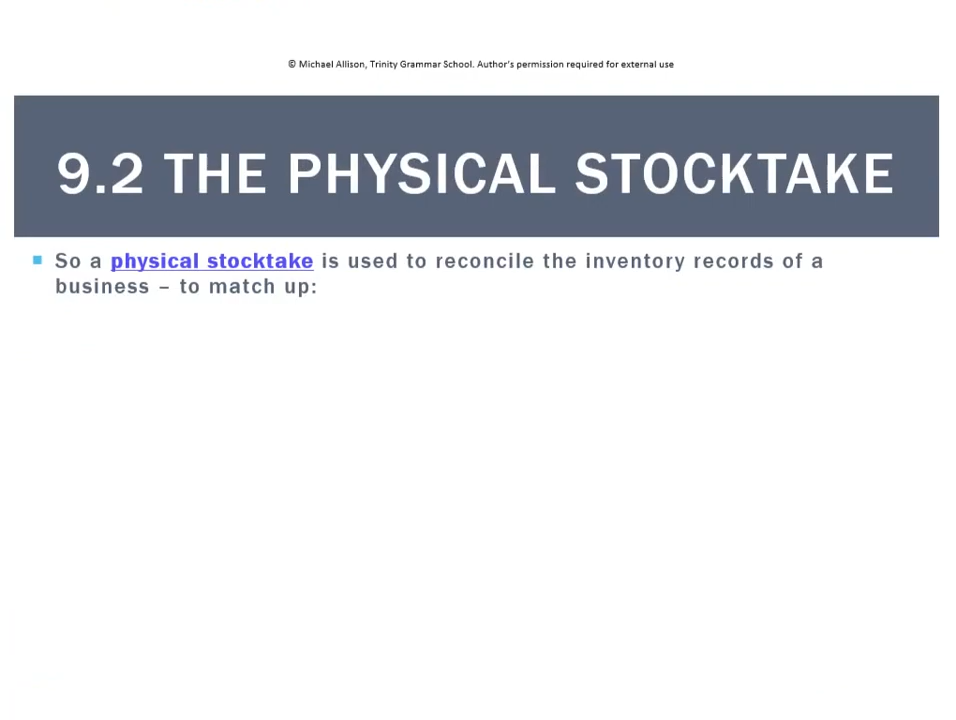 © Michael Allison, Trinity Grammar School. Author's permission required for external use
9.2 THE PHYSICAL STOCKTAKE
So a physical stocktake is used to reconcile the inventory records of a
business – to match up: